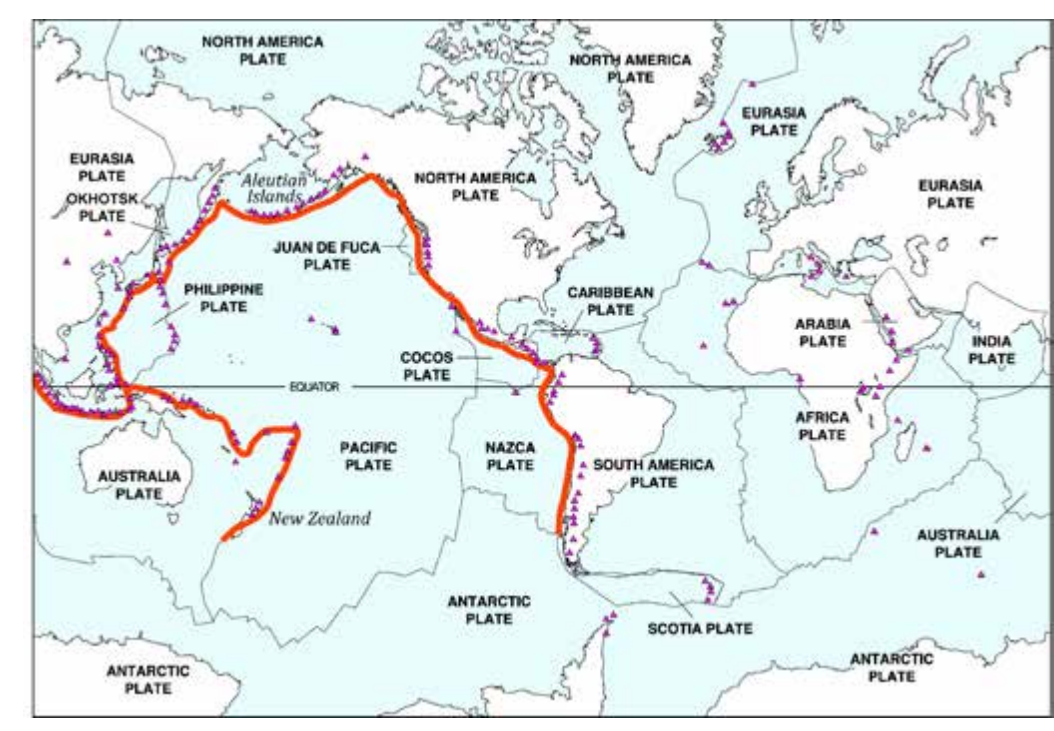 NORTH AMERICA
PLATE
NORTH AMERICA
PLATE
EURASIA
PLATE
EURASIA
PLATE
OKHOTSK
PLATE
Aleutian
Islands
NORTH AMERICA
PLATE
EURASIA
PLATE
JUAN DE FUCA
PLATE
PHILIPPINE
PLATE
CARIBBEAN
PLATE
ARABIA
PLATE
INDIA
PLATE
COCOS
PLATE
EQUATOR
AFRICA
PLATE
AUSTRALIA
PLATE
PACIFIC
PLATE
NAZCA
PLATE
SOUTH AMERICA
PLATE
New Zealand
AUSTRALIA
PLATE
ANTARCTIC
PLATE
SCOTIA PLATE
ANTARCTIC
PLATE
ANTARCTIC
PLATE